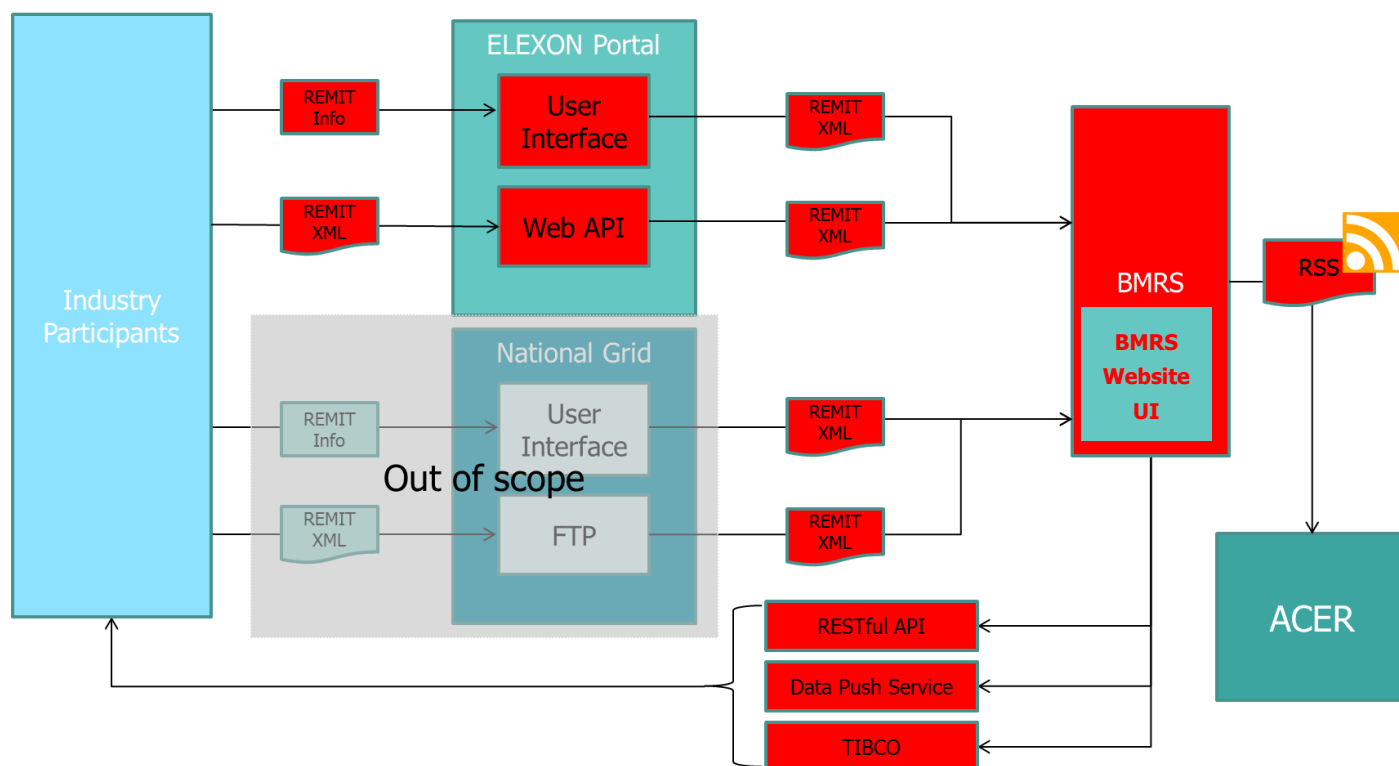 ELEXON Portal
REMIT
Info
User
Interface
REMIT
XML
REMIT
XML
Web API
REMIT
XML
Industry
Participants
BMRS
RSS
BMRS
Website
UI
National Grid
REMIT
Info
User
Interface
REMIT
XML
Out of scope
REMIT
XML
FTP
REMIT
XML
RESTful API
Data Push Service
TIBCO
ACER